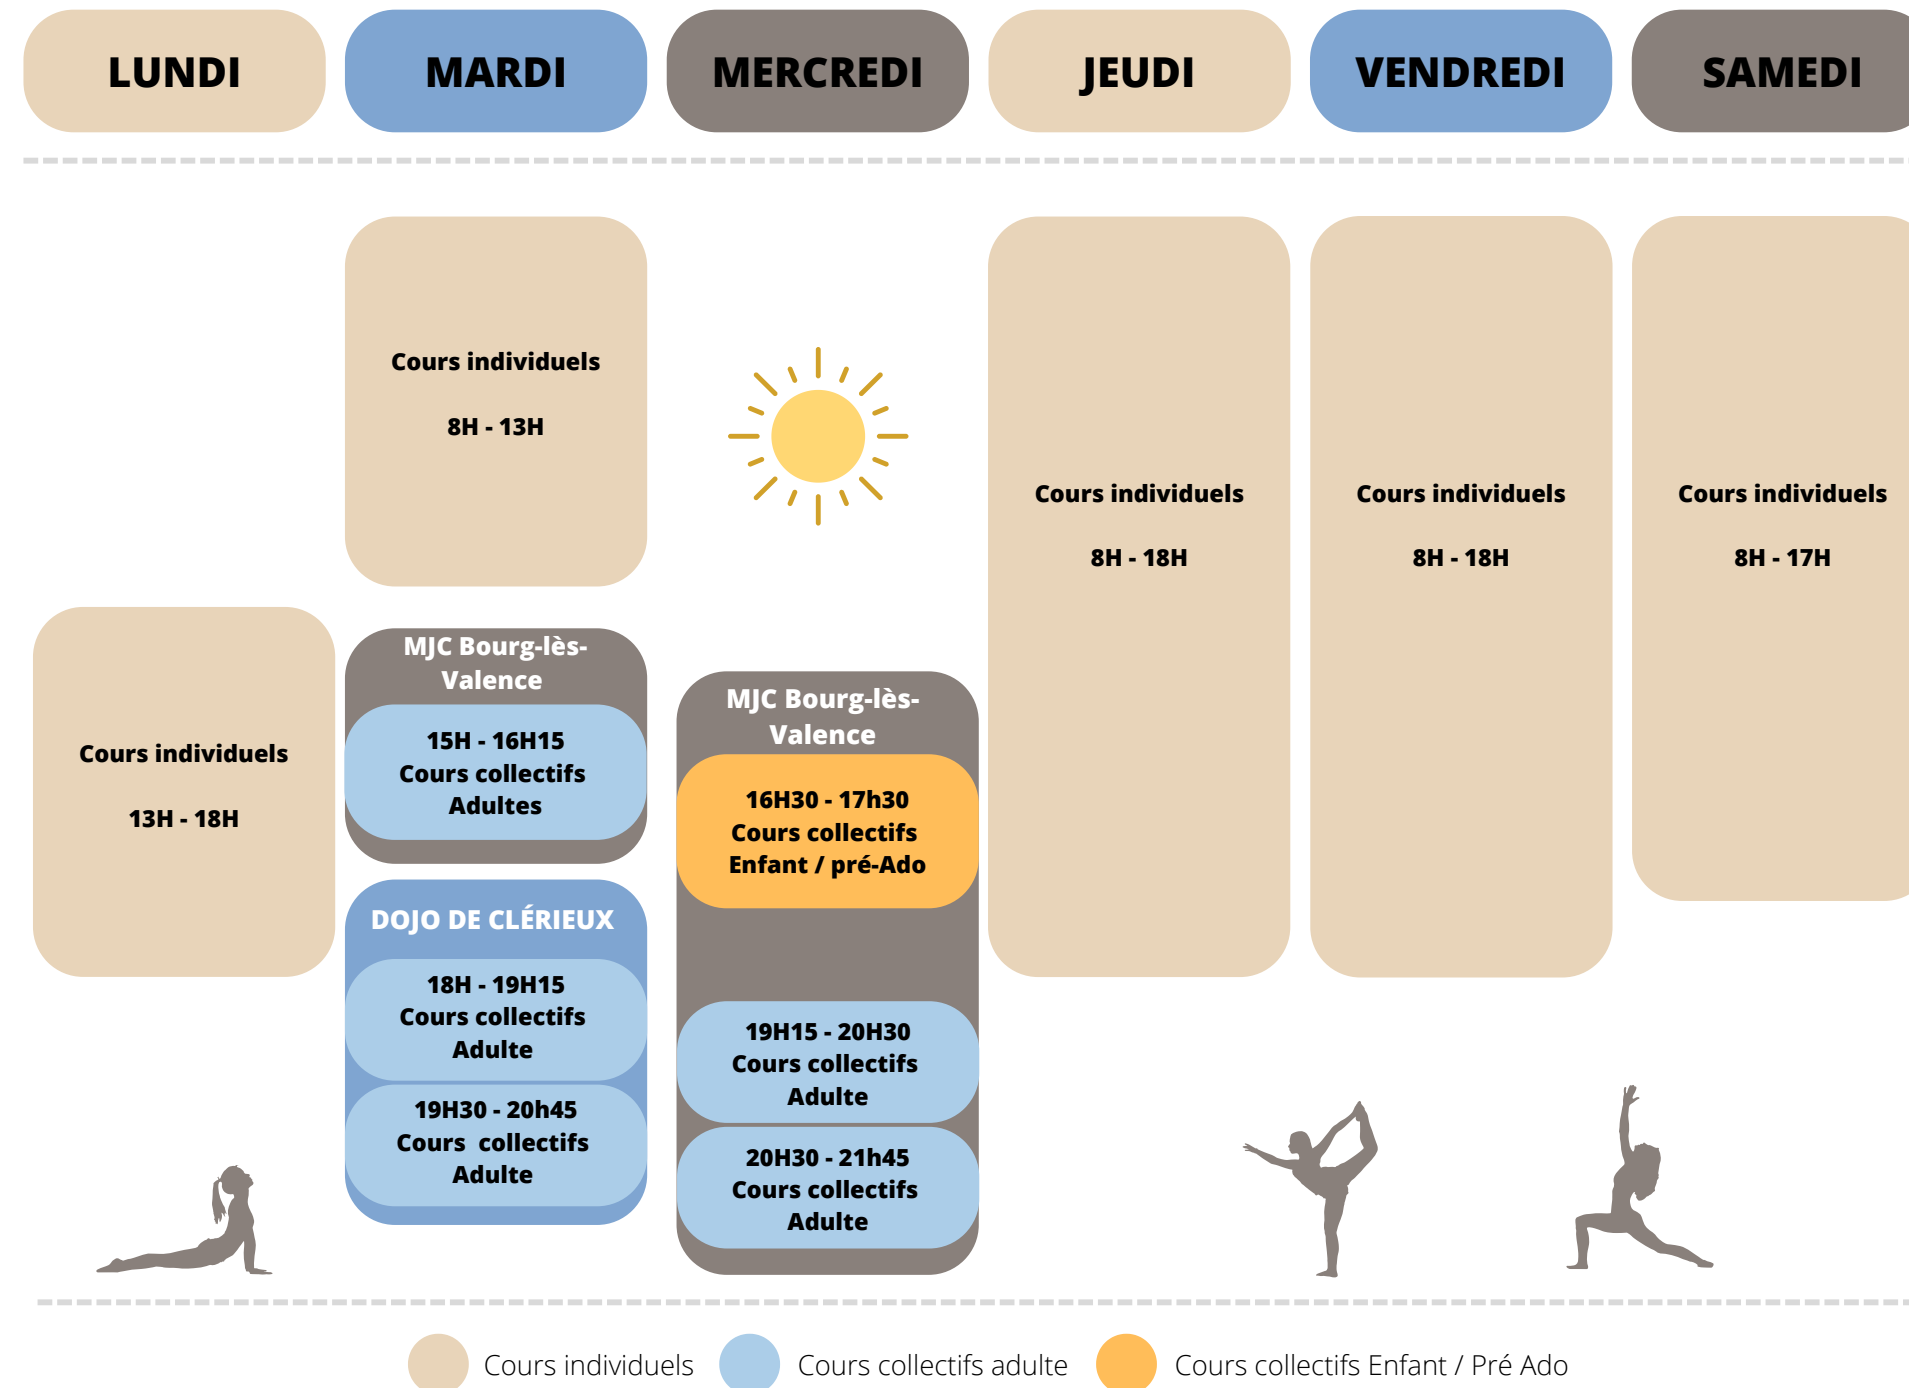 LUNDI
MARDI
MERCREDI
JEUDI
VENDREDI
SAMEDI
Cours individuels
13H - 18H
Cours individuels
8H - 13H
MJC Bourg-lès-
Valence
15H - 16H15
Cours collectifs
Adultes
DOJO DE CLÉRIEUX
18H - 19H15
Cours collectifs
Adulte
19H30 - 20h45
Cours collectifs
Adulte
MJC Bourg-lès-
Valence
16H30 - 17h30
Cours collectifs
Enfant / pré-Ado
19H15 - 20H30
Cours collectifs
Adulte
20H30 - 21h45
Cours collectifs
Adulte
Cours individuels
8H - 18H
Cours individuels
8H - 18H
Cours individuels
8H - 17H
Cours individuels
Cours collectifs adulte
Cours collectifs Enfant / Pré Ado